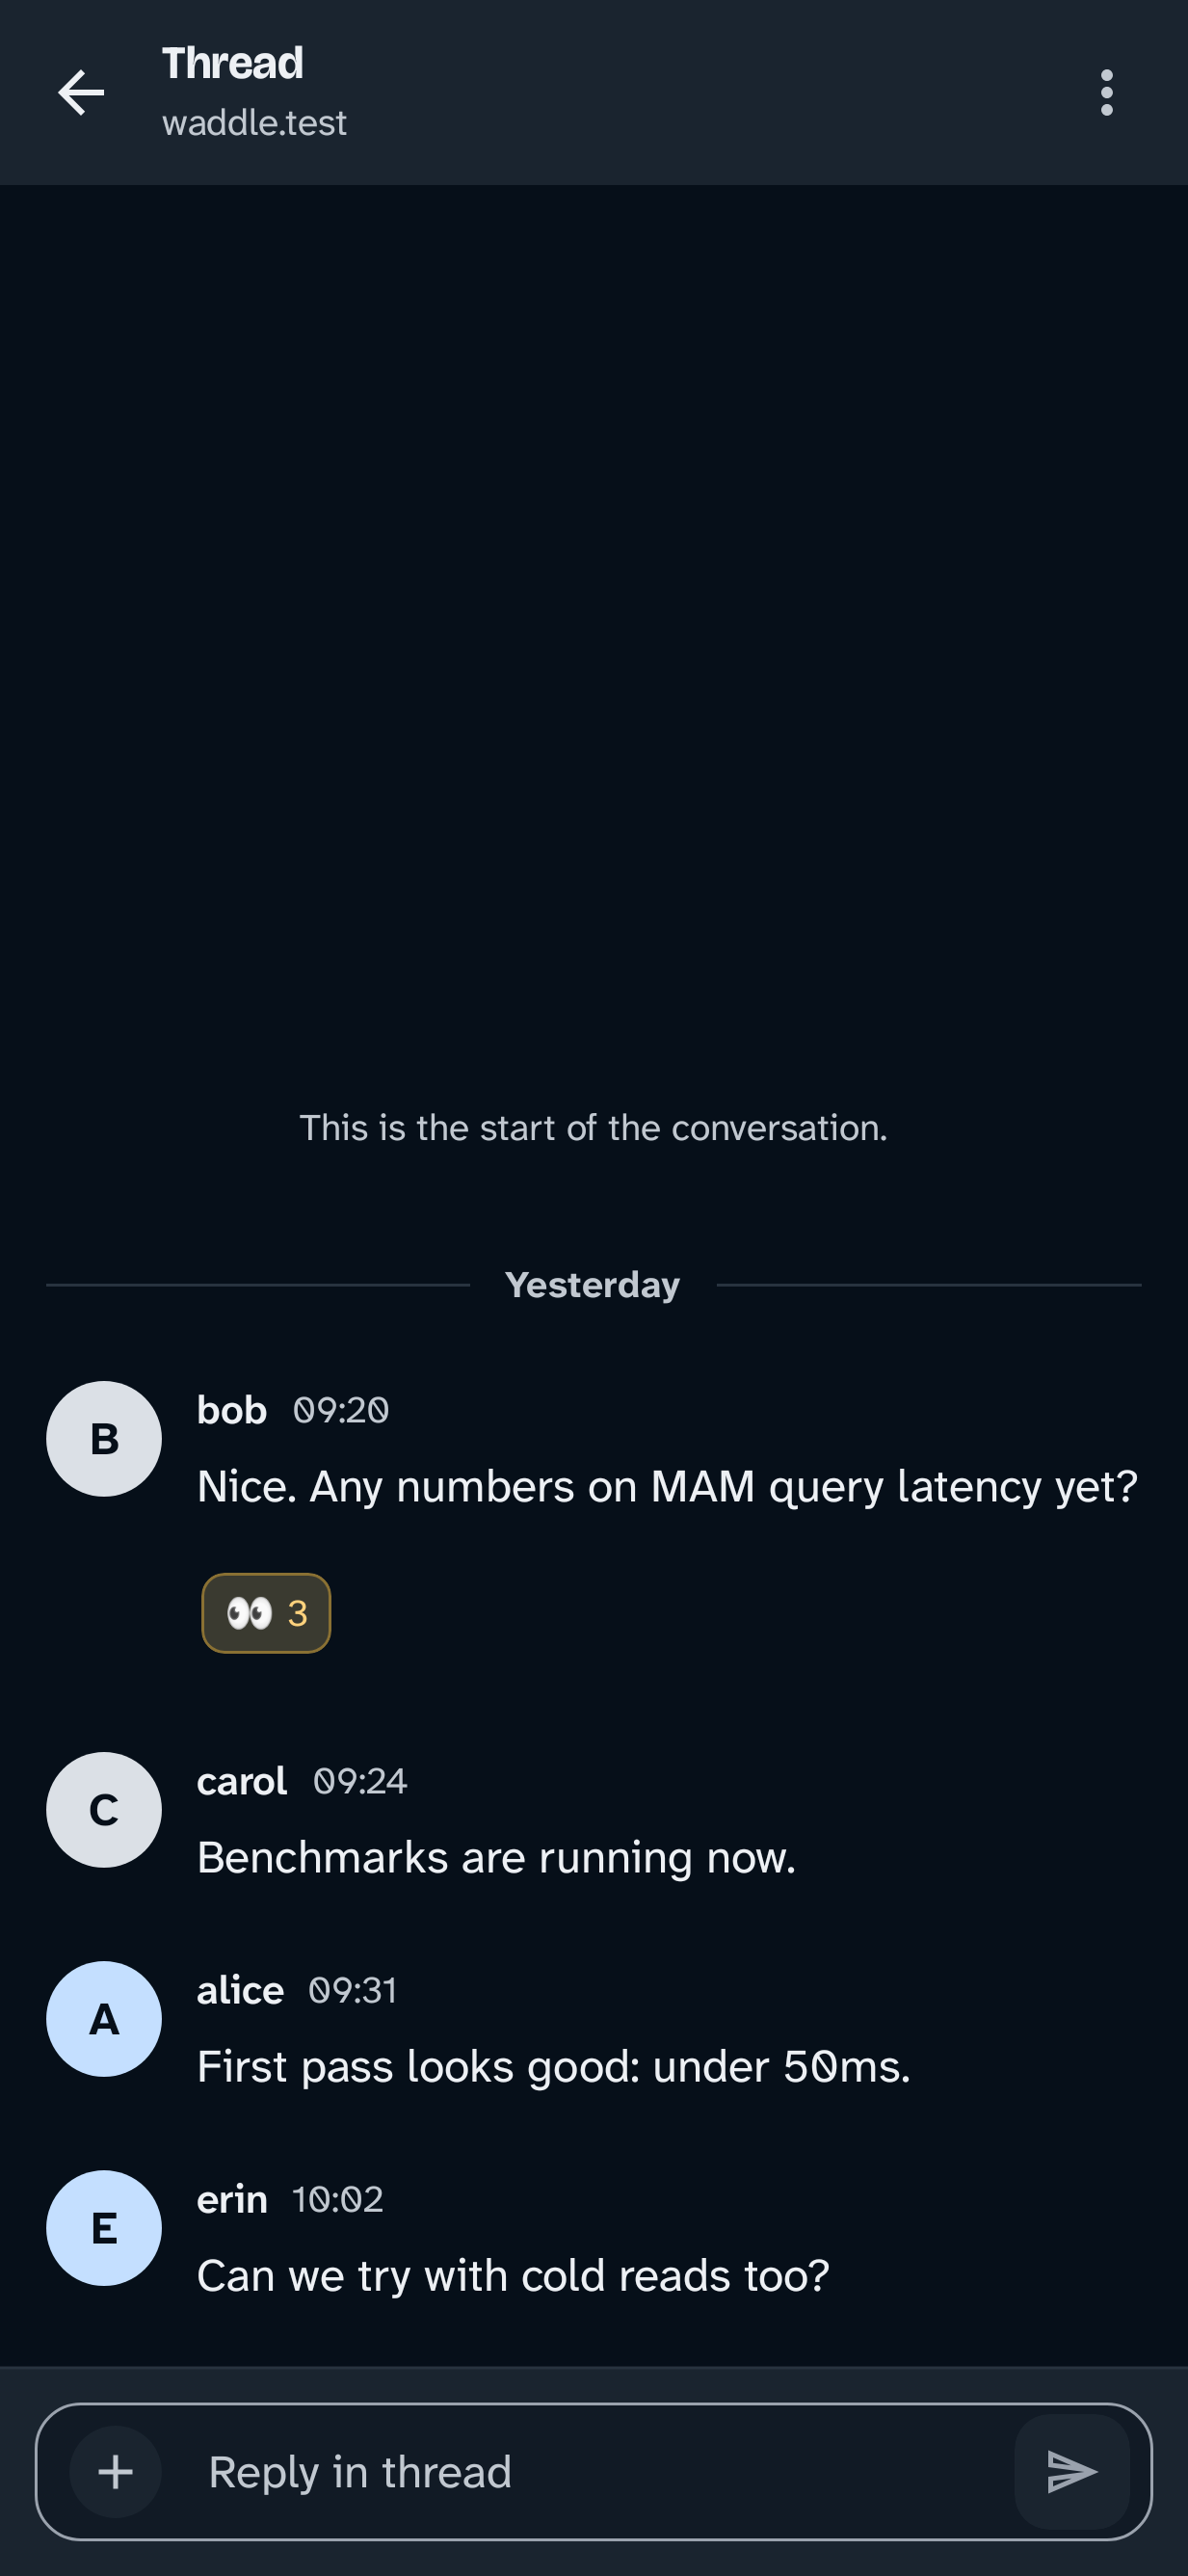 Thread
waddle.test
This is the start of the conversation.
Yesterday
B
bob 09:20
Nice. Any numbers on MAM query latency yet?
👀 3
C
carol 09:24
Benchmarks are running now.
A
alice 09:31
First pass looks good: under 50ms.
E
erin 10:02
Can we try with cold reads too?
Reply in thread